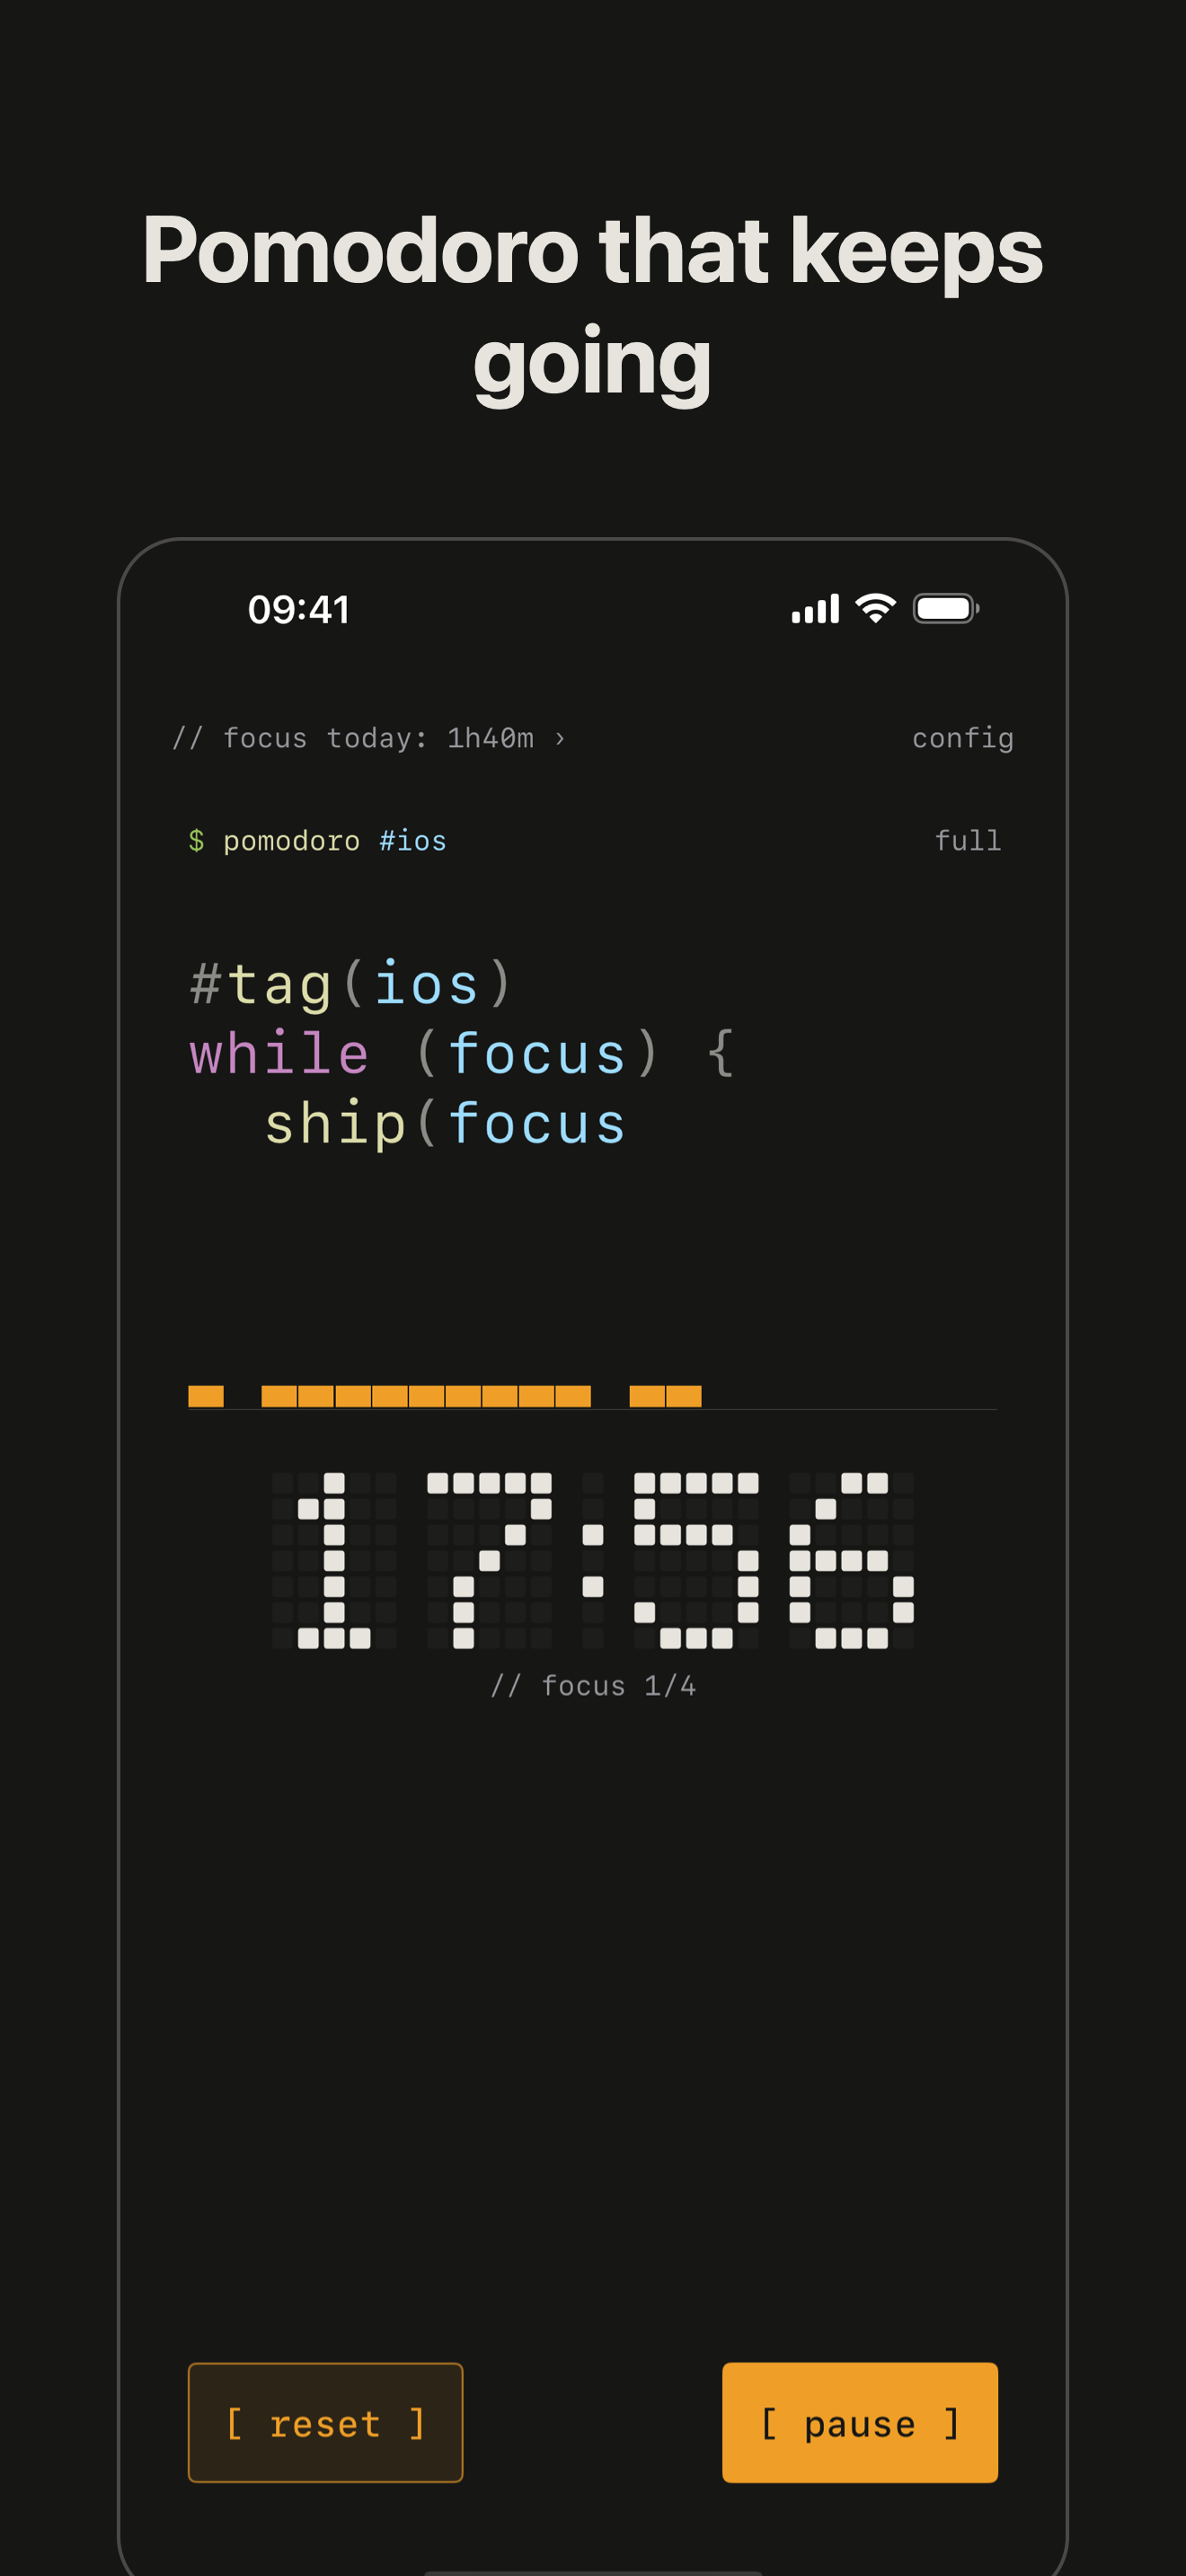 Pomodoro that keeps
going
09:41
// focus today: 1h40m ›
config
$ pomodoro #ios
full
#tag(ios)
while (focus) {
  ship(focus
17:56
// focus 1/4
[ reset ]
[ pause ]